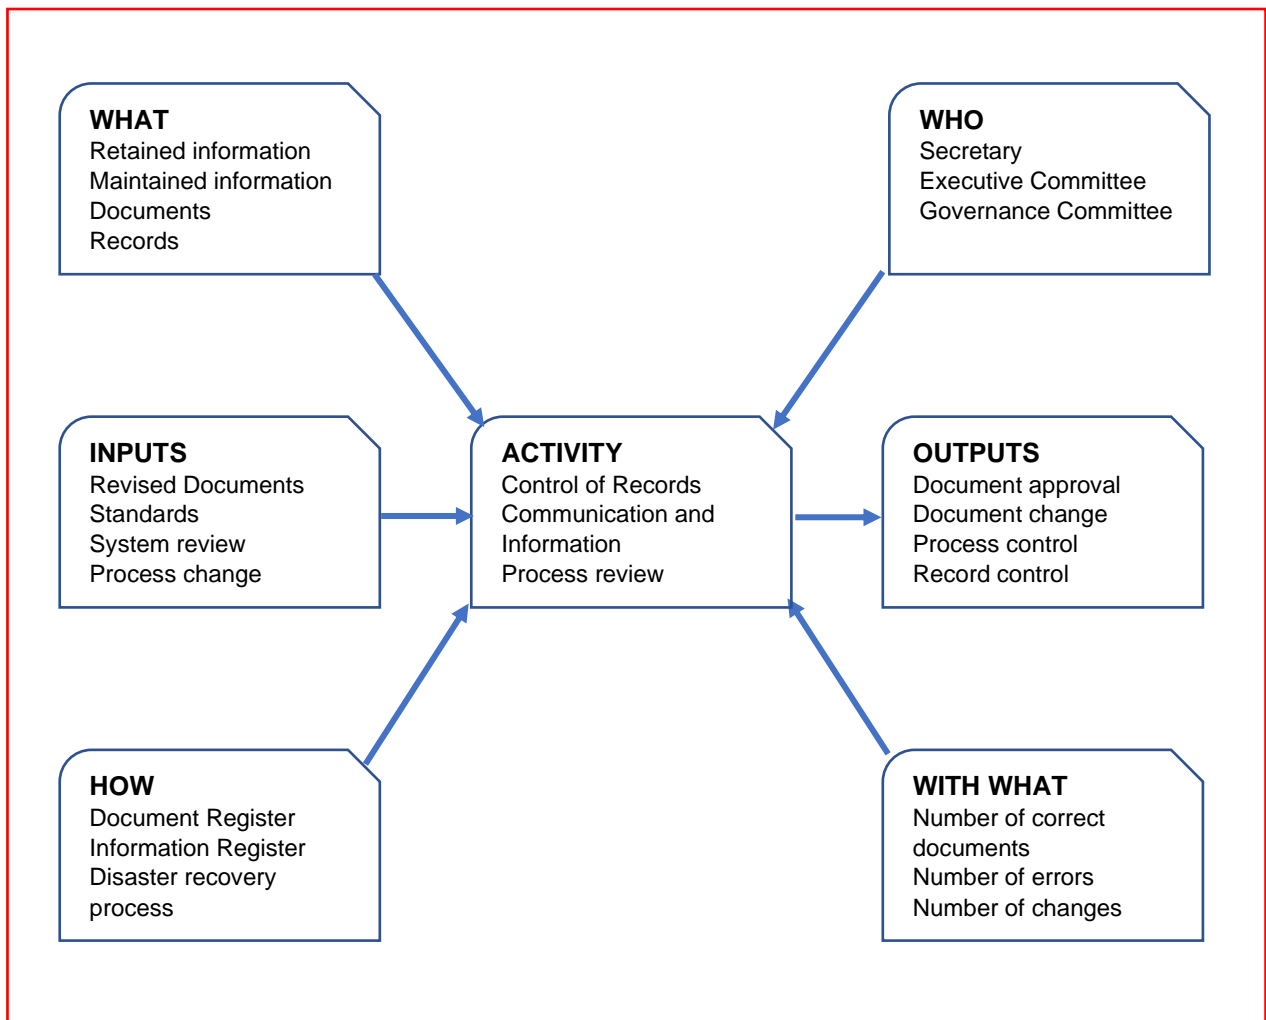 WHAT
Retained information
Maintained information
Documents
Records
WHO
Secretary
Executive Committee
Governance Committee
INPUTS
Revised Documents
Standards
System review
Process change
ACTIVITY
Control of Records
Communication and
Information
Process review
OUTPUTS
Document approval
Document change
Process control
Record control
HOW
Document Register
Information Register
Disaster recovery
process
WITH WHAT
Number of correct
documents
Number of errors
Number of changes